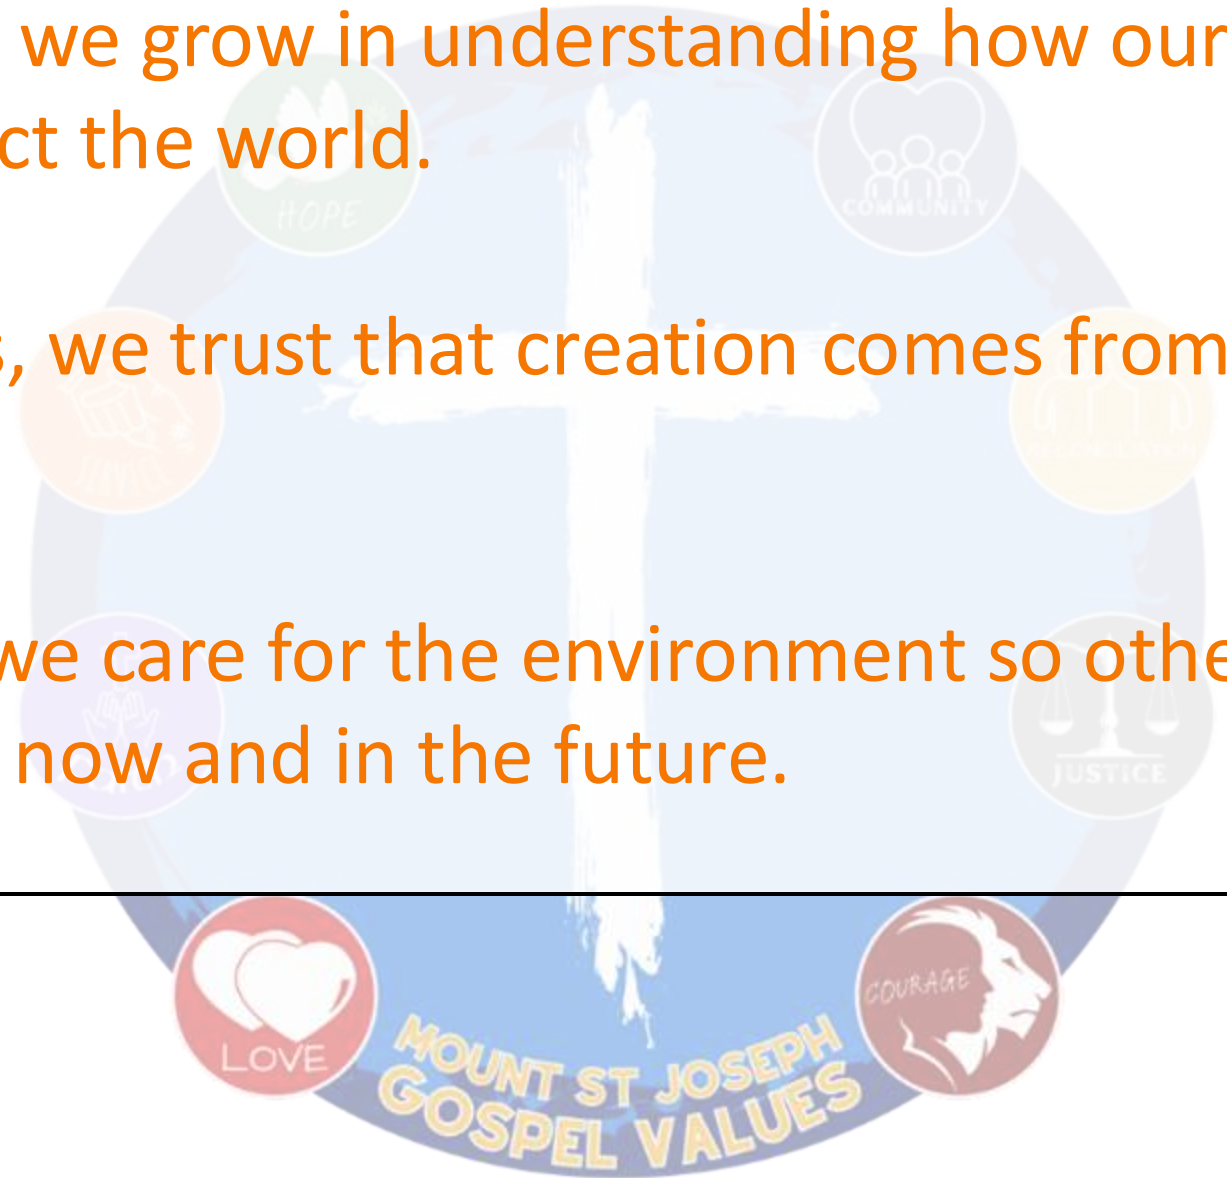 we grow in understanding how our
ct the world.
HOPE
COMMUNITY
s, we trust that creation comes from
SERVICE
we care for the environment so othe
now and in the future.
JUSTICE
LOVE
COURAGE
MOUNT ST JOSEPH
GOSPEL VALUES